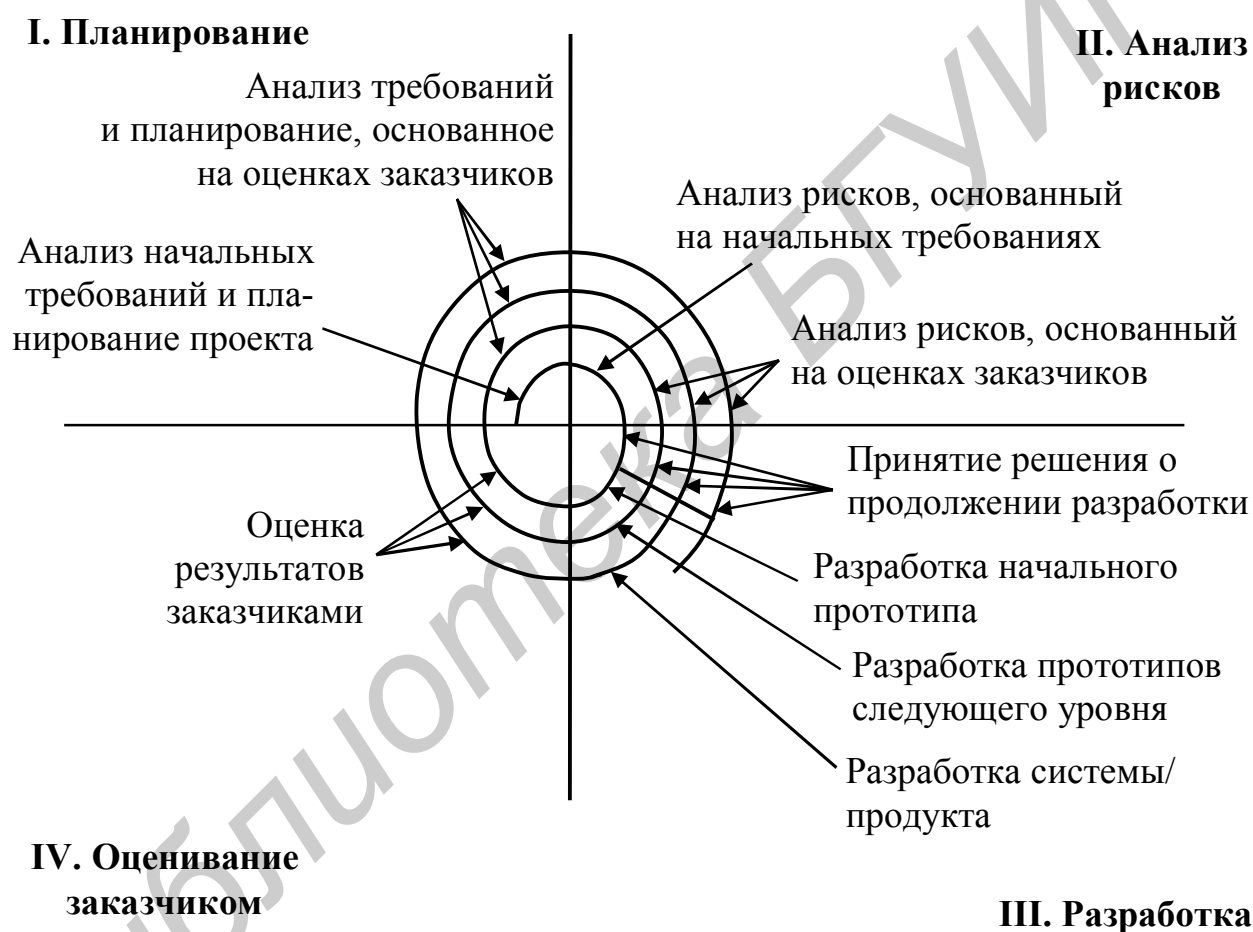 I. Планирование
II. Анализ
рисков
Анализ требований
и планирование, основанное
на оценках заказчиков
Анализ рисков, основанный
на начальных требованиях
Анализ начальных
требований и пла-
нирование проекта
Анализ рисков, основанный
на оценках заказчиков
Принятие решения о
продолжении разработки
Оценка
результатов
заказчиками
Разработка начального
прототипа
Разработка прототипов
следующего уровня
Разработка системы/
продукта
IV. Оценивание
заказчиком
III. Разработка
блиотека БГУИ